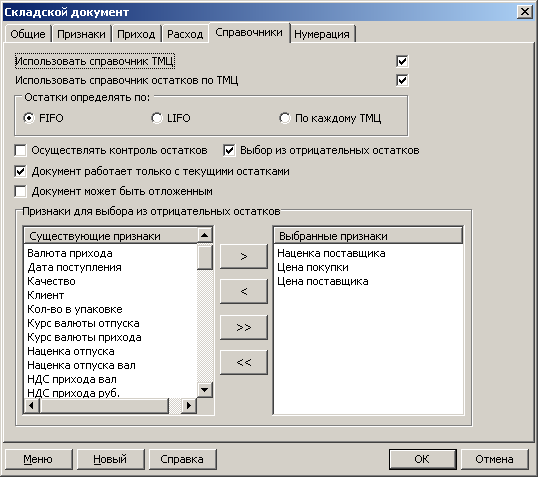 Складской документ
Общие Признаки Приход Расход Справочники Нумерация
Использовать справочник ТМЦ
Использовать справочник остатков по ТМЦ
Остатки определять по:
FIFO LIFO По каждому ТМЦ
Осуществлять контроль остатков Выбор из отрицательных остатков
Документ работает только с текущими остатками
Документ может быть отложенным
Признаки для выбора из отрицательных остатков
Существующие признаки
Валюта прихода
Дата поступления
Качество
Клиент
Кол-во в упаковке
Курс валюты отпуска
Курс валюты прихода
Наценка отпуска
Наценка отпуска вал
НДС прихода вал
НДС прихода руб.
>
<
>>
<<
Выбранные признаки
Наценка поставщика
Цена покупки
Цена поставщика
Меню Новый Справка OK Отмена